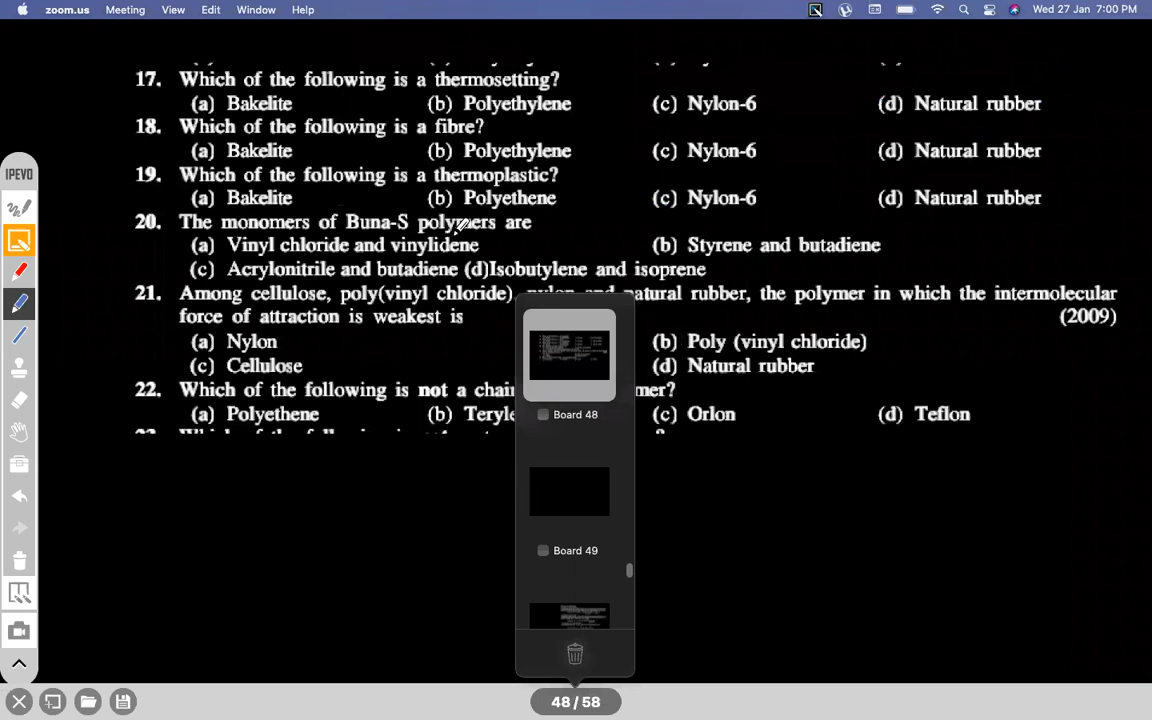 zoom.us Meeting View Edit Window Help Wed 27 Jan 7:00 PM
17. Which of the following is a thermosetting?
(a) Bakelite (b) Polyethylene (c) Nylon-6 (d) Natural rubber
18. Which of the following is a fibre?
(a) Bakelite (b) Polyethylene (c) Nylon-6 (d) Natural rubber
19. Which of the following is a thermoplastic?
(a) Bakelite (b) Polyethene (c) Nylon-6 (d) Natural rubber
20. The monomers of Buna-S polymers are
(a) Vinyl chloride and vinylidene (b) Styrene and butadiene
(c) Acrylonitrile and butadiene (d)Isobutylene and isoprene
21. Among cellulose, poly(vinyl chloride), nylon and natural rubber, the polymer in which the intermolecular
force of attraction is weakest is (2009)
(a) Nylon (b) Poly (vinyl chloride)
(c) Cellulose (d) Natural rubber
22. Which of the following is not a chain mer?
(a) Polyethene (b) Teryle (c) Orlon (d) Teflon
IPEVO
Board 48
Board 49
48 / 58